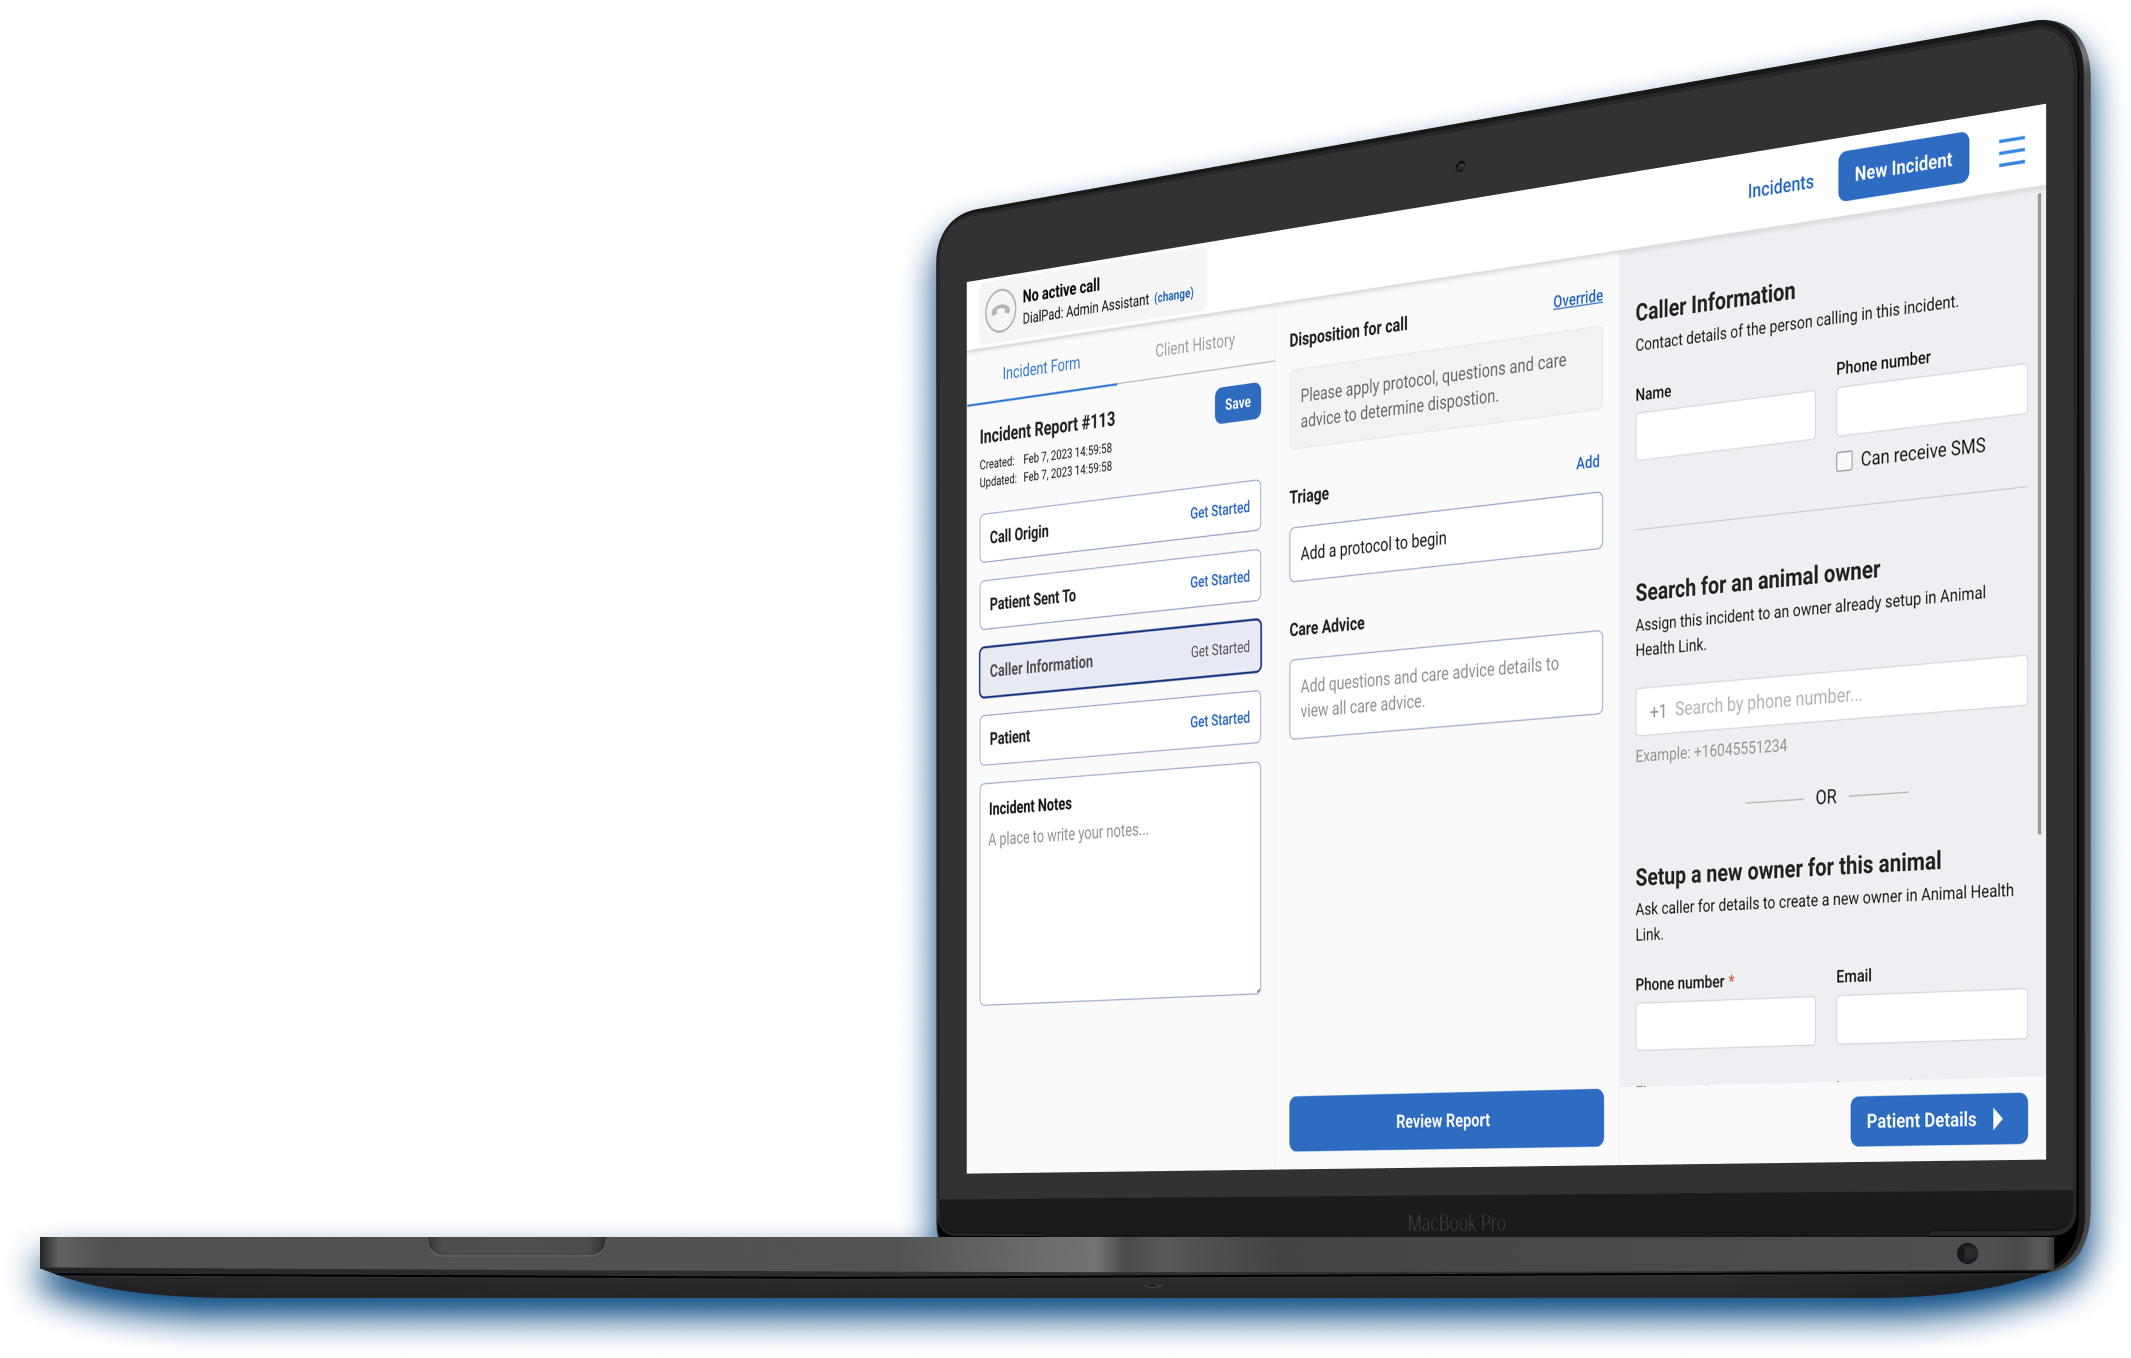 Incidents
New Incident
No active call
DialPad: Admin Assistant (change)
Incident Form
Client History
Incident Report #113
Save
Created: Feb 7, 2023 14:59:58
Updated: Feb 7, 2023 14:59:58
Call Origin
Get Started
Patient Sent To
Get Started
Caller Information
Get Started
Patient
Get Started
Incident Notes
A place to write your notes...
Disposition for call
Override
Please apply protocol, questions and care
advice to determine dispostion.
Triage
Add
Add a protocol to begin
Care Advice
Add questions and care advice details to
view all care advice.
Review Report
Caller Information
Contact details of the person calling in this incident.
Name
Phone number
Can receive SMS
Search for an animal owner
Assign this incident to an owner already setup in Animal
Health Link.
+1 Search by phone number...
Example: +16045551234
OR
Setup a new owner for this animal
Ask caller for details to create a new owner in Animal Health
Link.
Phone number *
Email
Patient Details
MacBook Pro